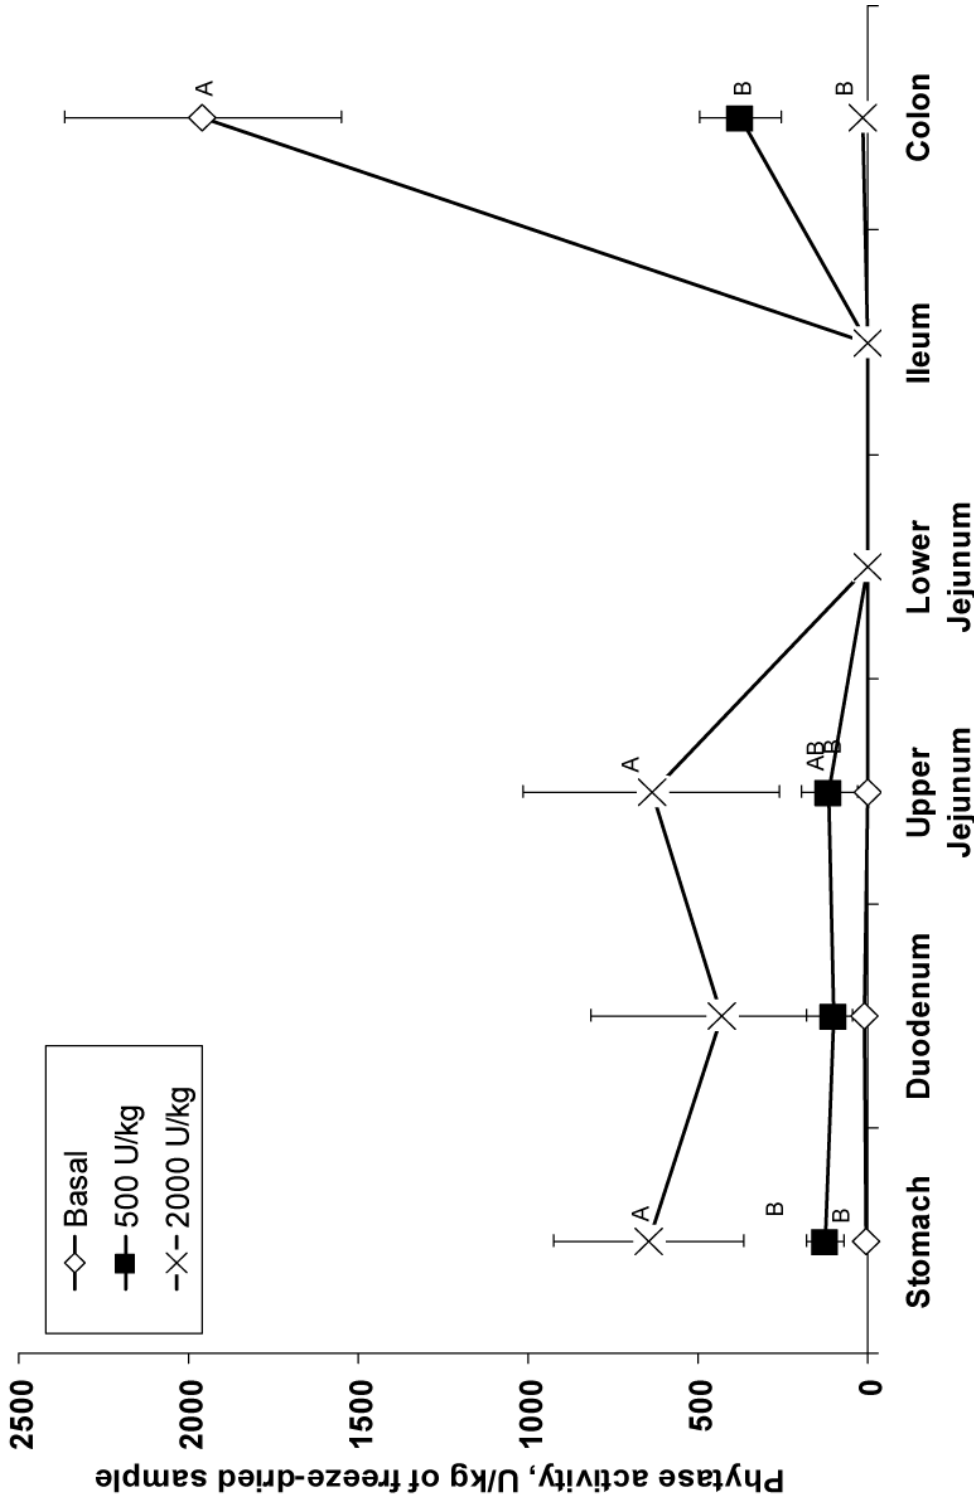 Phytase activity, U/kg of freeze-dried sample
2500
2000
1500
1000
500
0
Basal
500 U/kg
2000 U/kg
A
B
B
A
AB
B
A
B
B
Stomach
Duodenum
Upper
Jejunum
Lower
Jejunum
Ileum
Colon